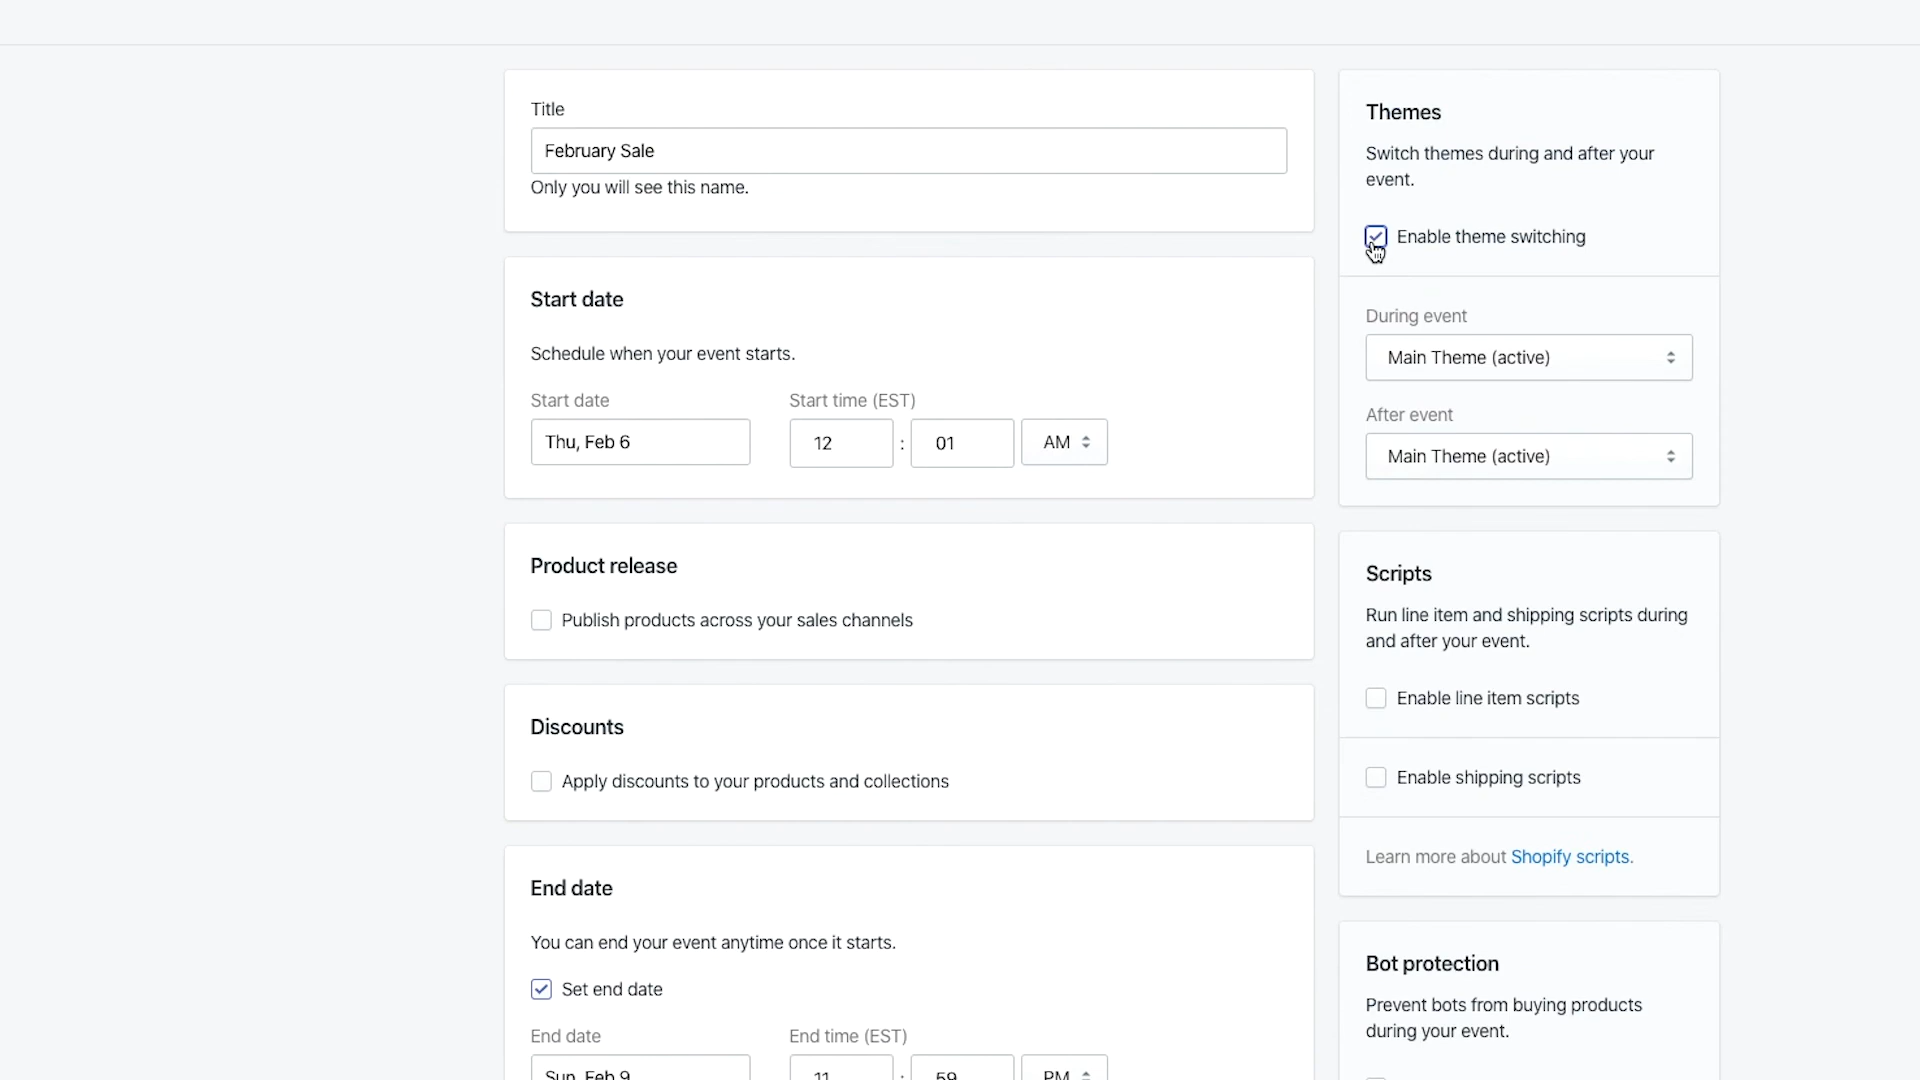 Title
February Sale
Only you will see this name.
Start date
Schedule when your event starts.
Start date Start time (EST)
Thu, Feb 6 12 : 01 AM
Product release
Publish products across your sales channels
Discounts
Apply discounts to your products and collections
End date
You can end your event anytime once it starts.
Set end date
End date End time (EST)
Sun, Feb 9 11 : 59 PM
Themes
Switch themes during and after your
event.
Enable theme switching
During event
Main Theme (active)
After event
Main Theme (active)
Scripts
Run line item and shipping scripts during
and after your event.
Enable line item scripts
Enable shipping scripts
Learn more about Shopify scripts.
Bot protection
Prevent bots from buying products
during your event.